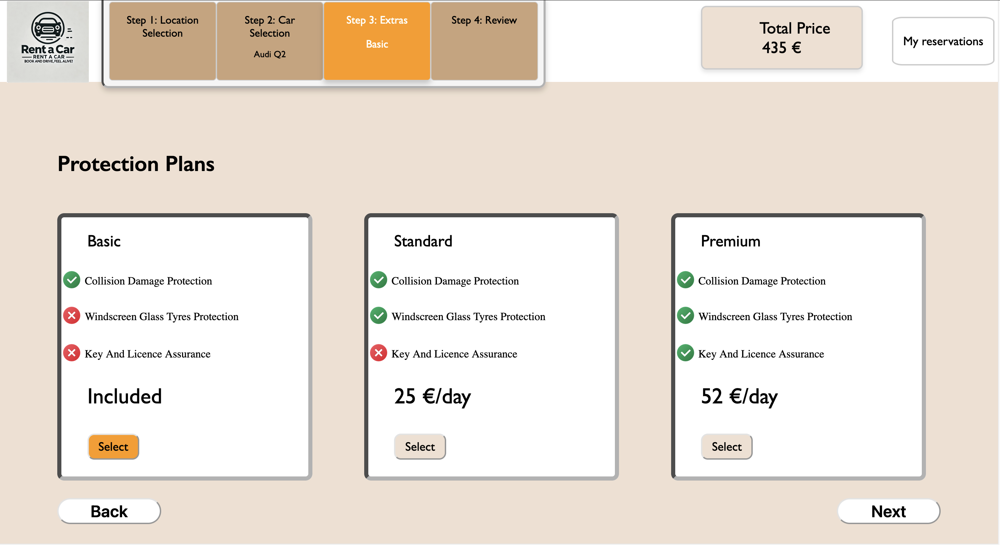 Rent a Car
RENT A CAR
BOOK AND DRIVE, FEEL ALIVE!
Step 1: Location
Selection
Step 2: Car
Selection
Audi Q2
Step 3: Extras
Basic
Step 4: Review
Total Price
435 €
My reservations
Protection Plans
Basic
Collision Damage Protection
Windscreen Glass Tyres Protection
Key And Licence Assurance
Included
Select
Standard
Collision Damage Protection
Windscreen Glass Tyres Protection
Key And Licence Assurance
25 €/day
Select
Premium
Collision Damage Protection
Windscreen Glass Tyres Protection
Key And Licence Assurance
52 €/day
Select
Back
Next